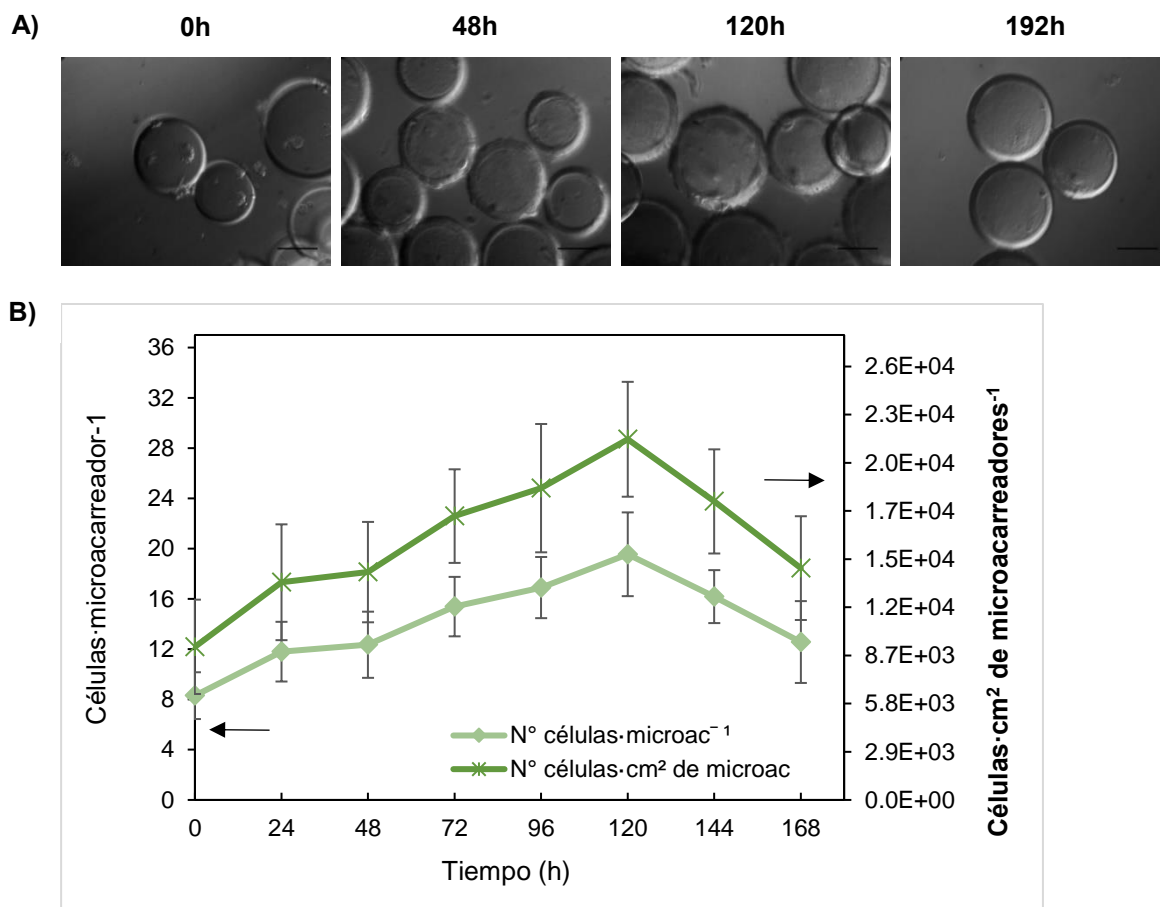 A)
0h
48h
120h
192h
B)
Células·microacarreador-1
36
32
28
24
20
16
12
8
4
0
0 24 48 72 96 120 144 168
Tiempo (h)
N° células·microac⁻¹
N° células·cm² de microac
2.6E+04
2.3E+04
2.0E+04
1.7E+04
1.5E+04
1.2E+04
8.7E+03
5.8E+03
2.9E+03
0.0E+00
Células·cm² de microacarreadores⁻¹